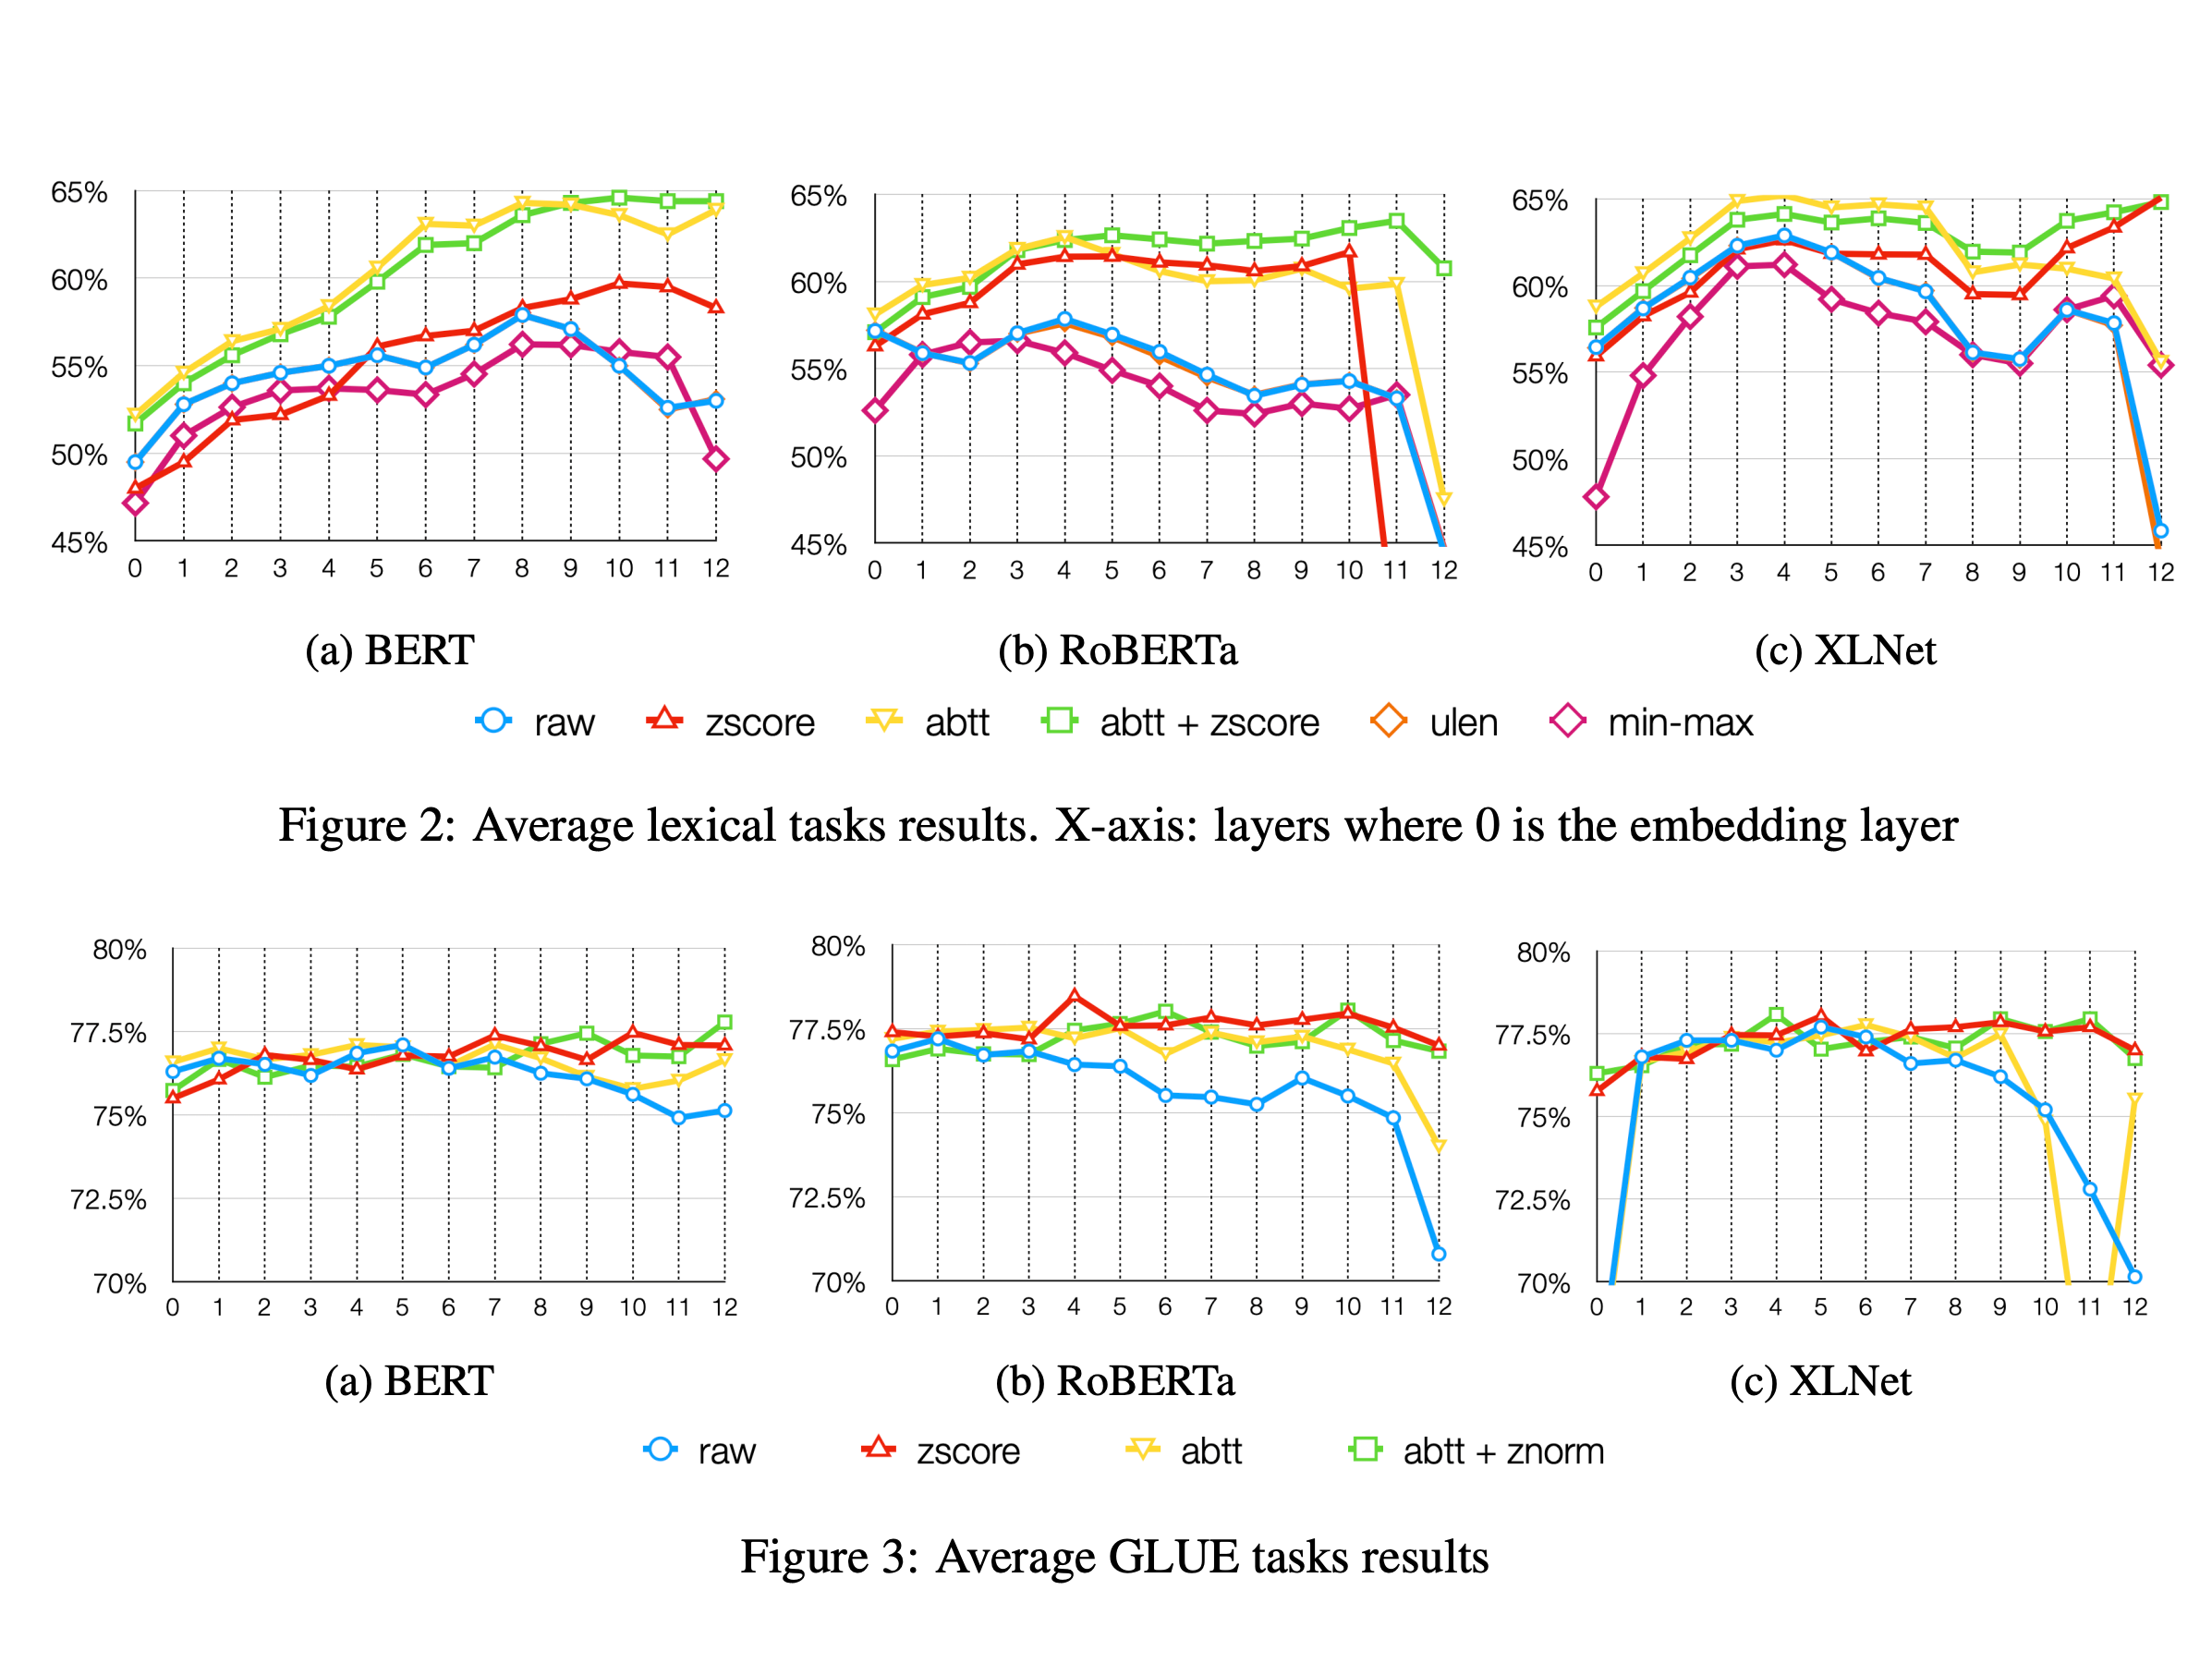 65%
60%
55%
50%
45%
0 1 2 3 4 5 6 7 8 9 10 11 12
(a) BERT
65%
60%
55%
50%
45%
0 1 2 3 4 5 6 7 8 9 10 11 12
(b) RoBERTa
65%
60%
55%
50%
45%
0 1 2 3 4 5 6 7 8 9 10 11 12
(c) XLNet
raw zscore abtt abtt + zscore ulen min-max
Figure 2: Average lexical tasks results. X-axis: layers where 0 is the embedding layer
80%
77.5%
75%
72.5%
70%
0 1 2 3 4 5 6 7 8 9 10 11 12
(a) BERT
80%
77.5%
75%
72.5%
70%
0 1 2 3 4 5 6 7 8 9 10 11 12
(b) RoBERTa
80%
77.5%
75%
72.5%
70%
0 1 2 3 4 5 6 7 8 9 10 11 12
(c) XLNet
raw zscore abtt abtt + znorm
Figure 3: Average GLUE tasks results